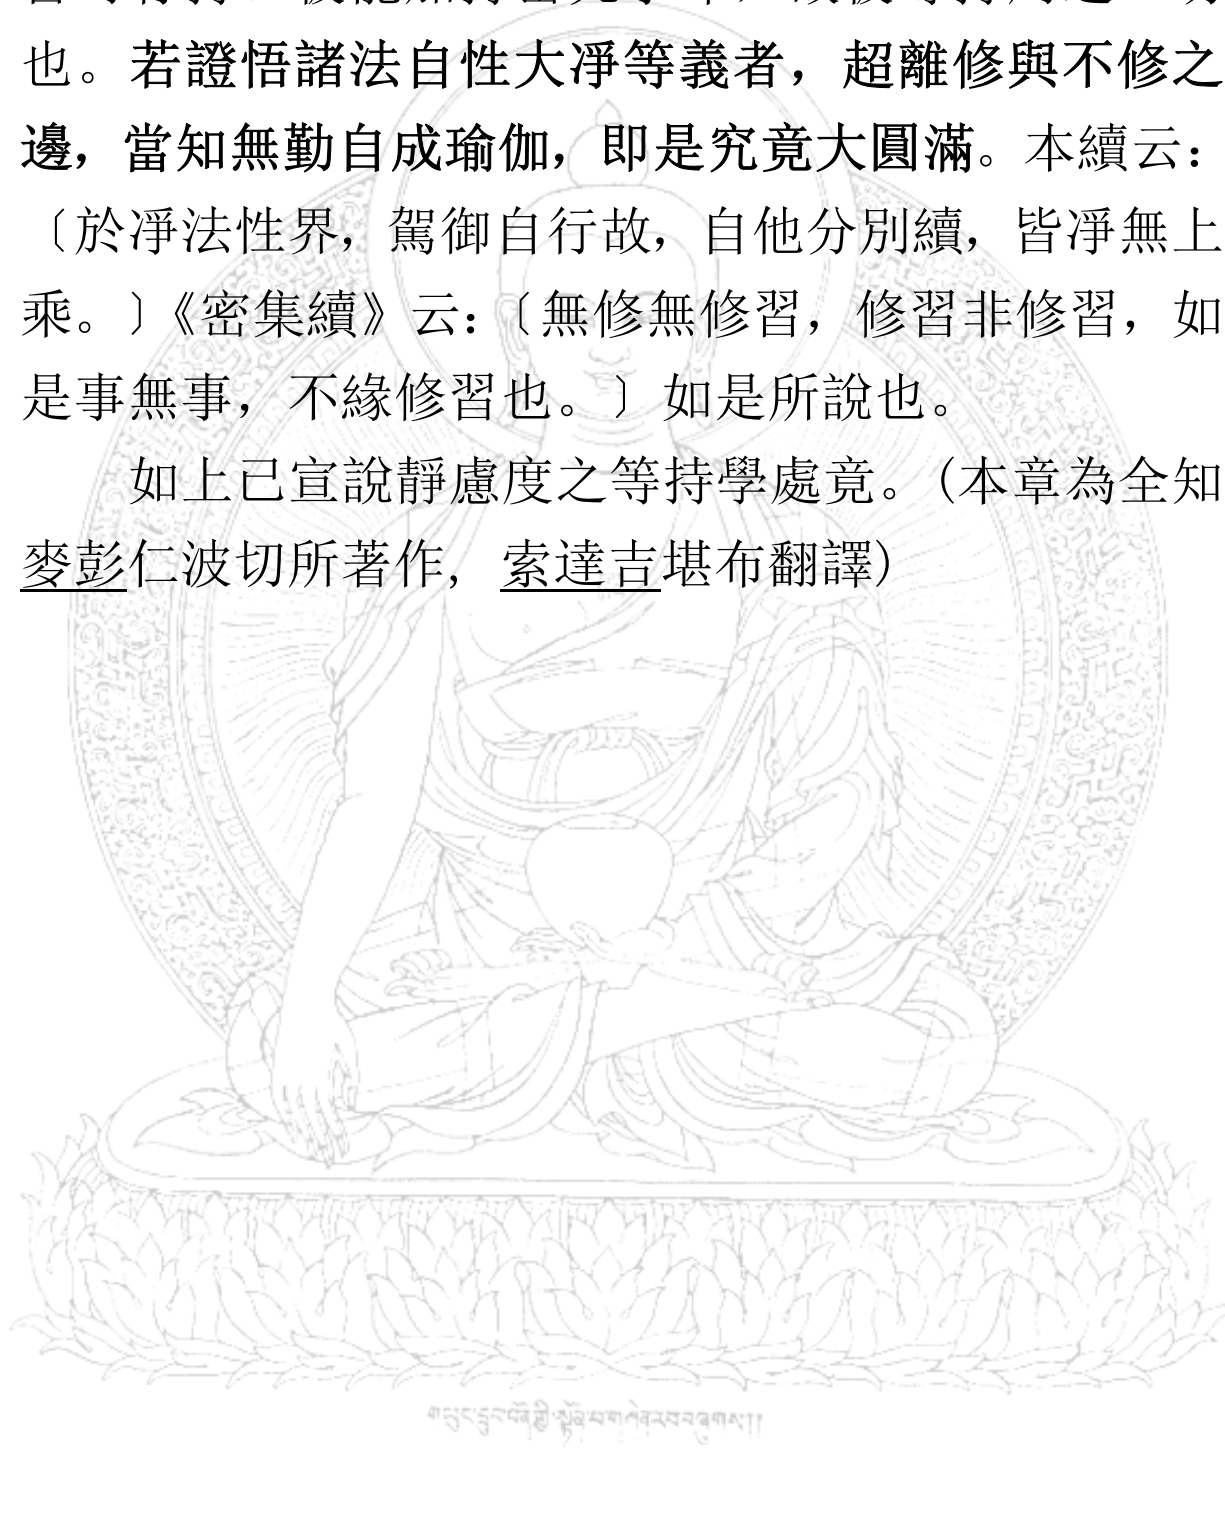 也。若證悟諸法自性大凈等義者，超離修與不修之
邊，當知無勤自成瑜伽，即是究竟大圓滿。本續云：
〔於凈法性界，駕御自行故，自他分別續，皆凈無上
乘。〕《密集續》云：〔無修無修習，修習非修習，如
是事無事，不緣修習也。〕如是所說也。
如上已宣說靜慮度之等持學處竟。(本章為全知
麥彭仁波切所著作, 索達吉堪布翻譯)